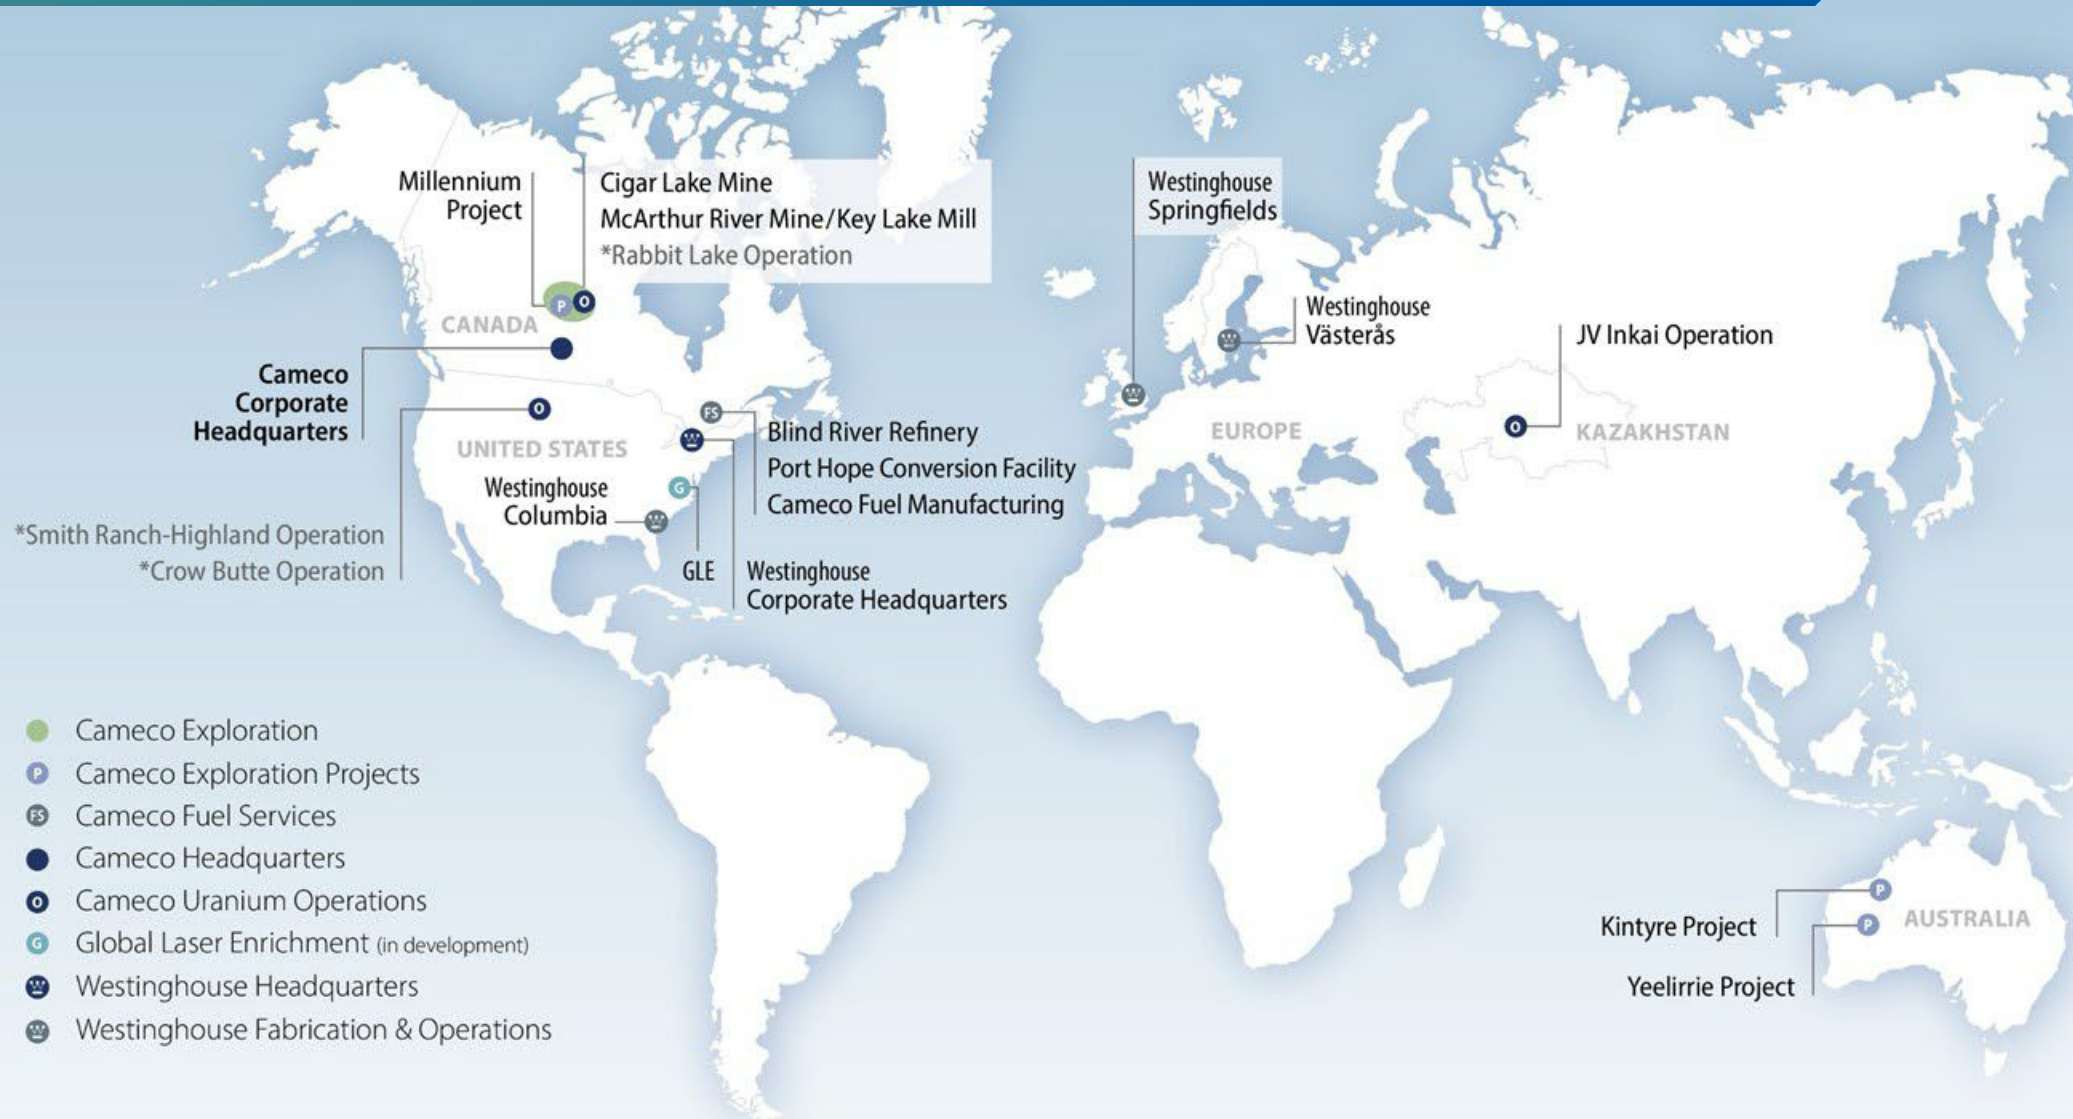 Millennium
Project
Cigar Lake Mine
McArthur River Mine/Key Lake Mill
*Rabbit Lake Operation
Westinghouse
Springfields
P
O
CANADA
Westinghouse
Västerås
W
JV Inkai Operation
Cameco
Corporate
Headquarters
W
O
FS
O
KAZAKHSTAN
EUROPE
UNITED STATES
W
Blind River Refinery
Port Hope Conversion Facility
Cameco Fuel Manufacturing
Westinghouse
Columbia
G
W
*Smith Ranch-Highland Operation
*Crow Butte Operation
GLE
Westinghouse
Corporate Headquarters
Cameco Exploration
P Cameco Exploration Projects
FS Cameco Fuel Services
Cameco Headquarters
O Cameco Uranium Operations
G Global Laser Enrichment (in development)
W Westinghouse Headquarters
W Westinghouse Fabrication & Operations
P
Kintyre Project
P
AUSTRALIA
Yeelirrie Project